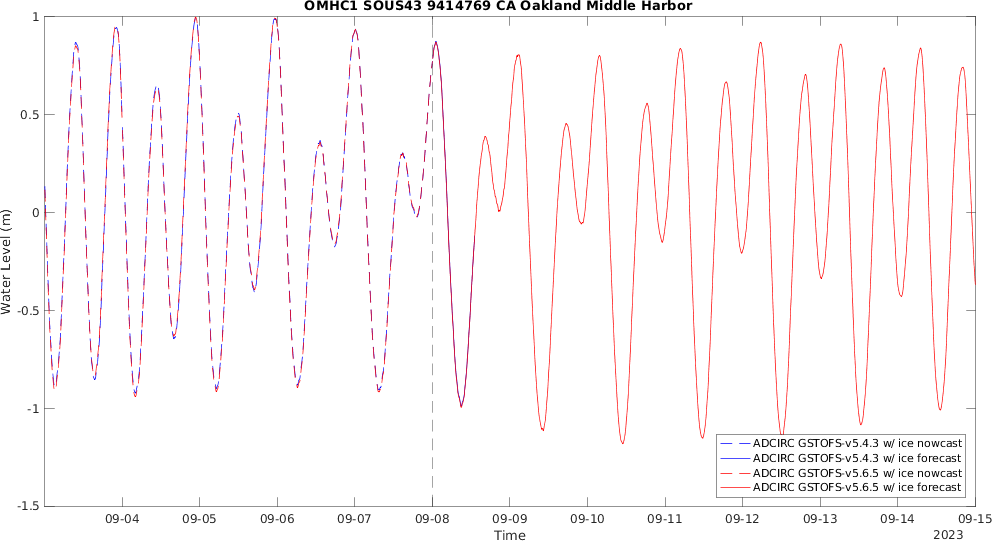 OMHC1 SOUS43 9414769 CA Oakland Middle Harbor
1
0.5
0
-0.5
-1
-1.5
Water Level (m)
ADCIRC GSTOFS-v5.4.3 w/ ice nowcast
ADCIRC GSTOFS-v5.4.3 w/ ice forecast
ADCIRC GSTOFS-v5.6.5 w/ ice nowcast
ADCIRC GSTOFS-v5.6.5 w/ ice forecast
09-04 09-05 09-06 09-07 09-08 09-09 09-10 09-11 09-12 09-13 09-14 09-15
Time
2023